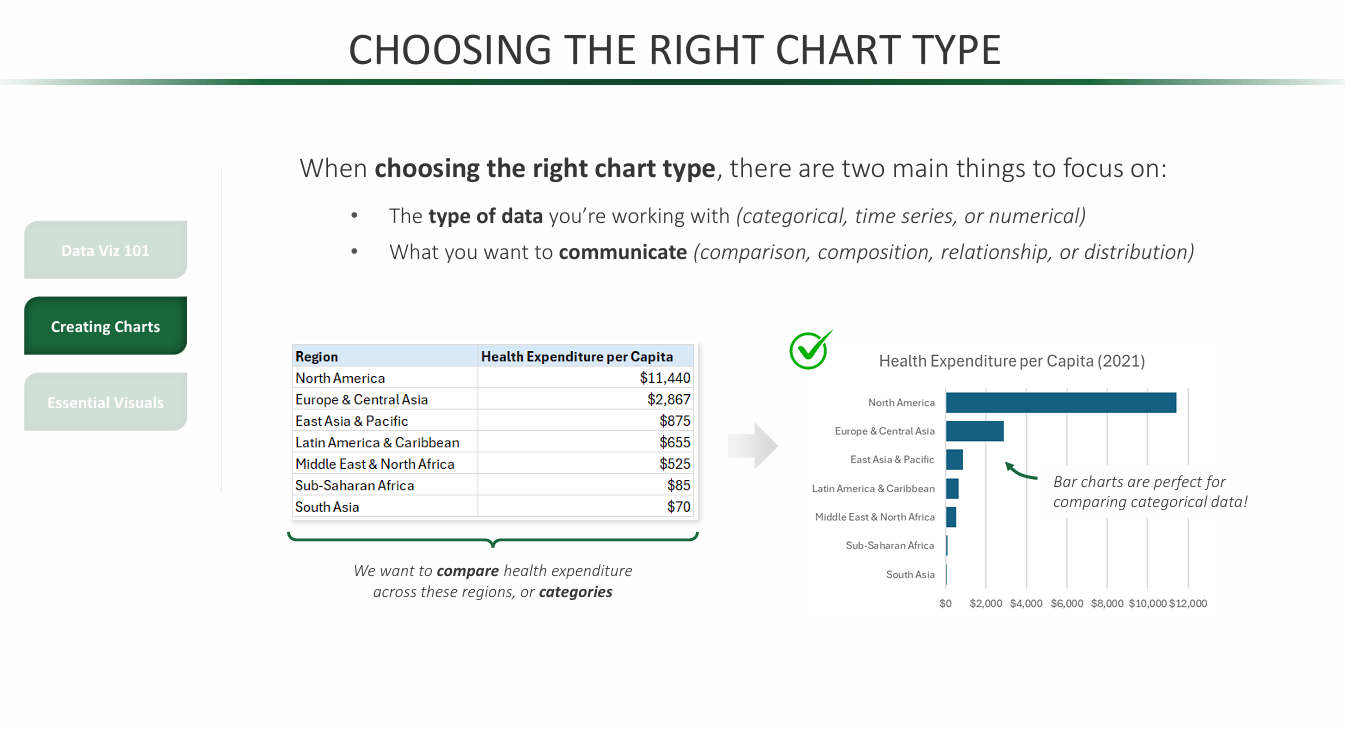 CHOOSING THE RIGHT CHART TYPE
Data Viz 101
Creating Charts
Essential Visuals
When choosing the right chart type, there are two main things to focus on:
• The type of data you’re working with (categorical, time series, or numerical)
• What you want to communicate (comparison, composition, relationship, or distribution)
Region Health Expenditure per Capita
North America $11,440
Europe & Central Asia $2,867
East Asia & Pacific $875
Latin America & Caribbean $655
Middle East & North Africa $525
Sub-Saharan Africa $85
South Asia $70
We want to compare health expenditure
across these regions, or categories
Health Expenditure per Capita (2021)
North America
Europe & Central Asia
East Asia & Pacific
Latin America & Caribbean
Middle East & North Africa
Sub-Saharan Africa
South Asia
$0 $2,000 $4,000 $6,000 $8,000 $10,000 $12,000
Bar charts are perfect for
comparing categorical data!